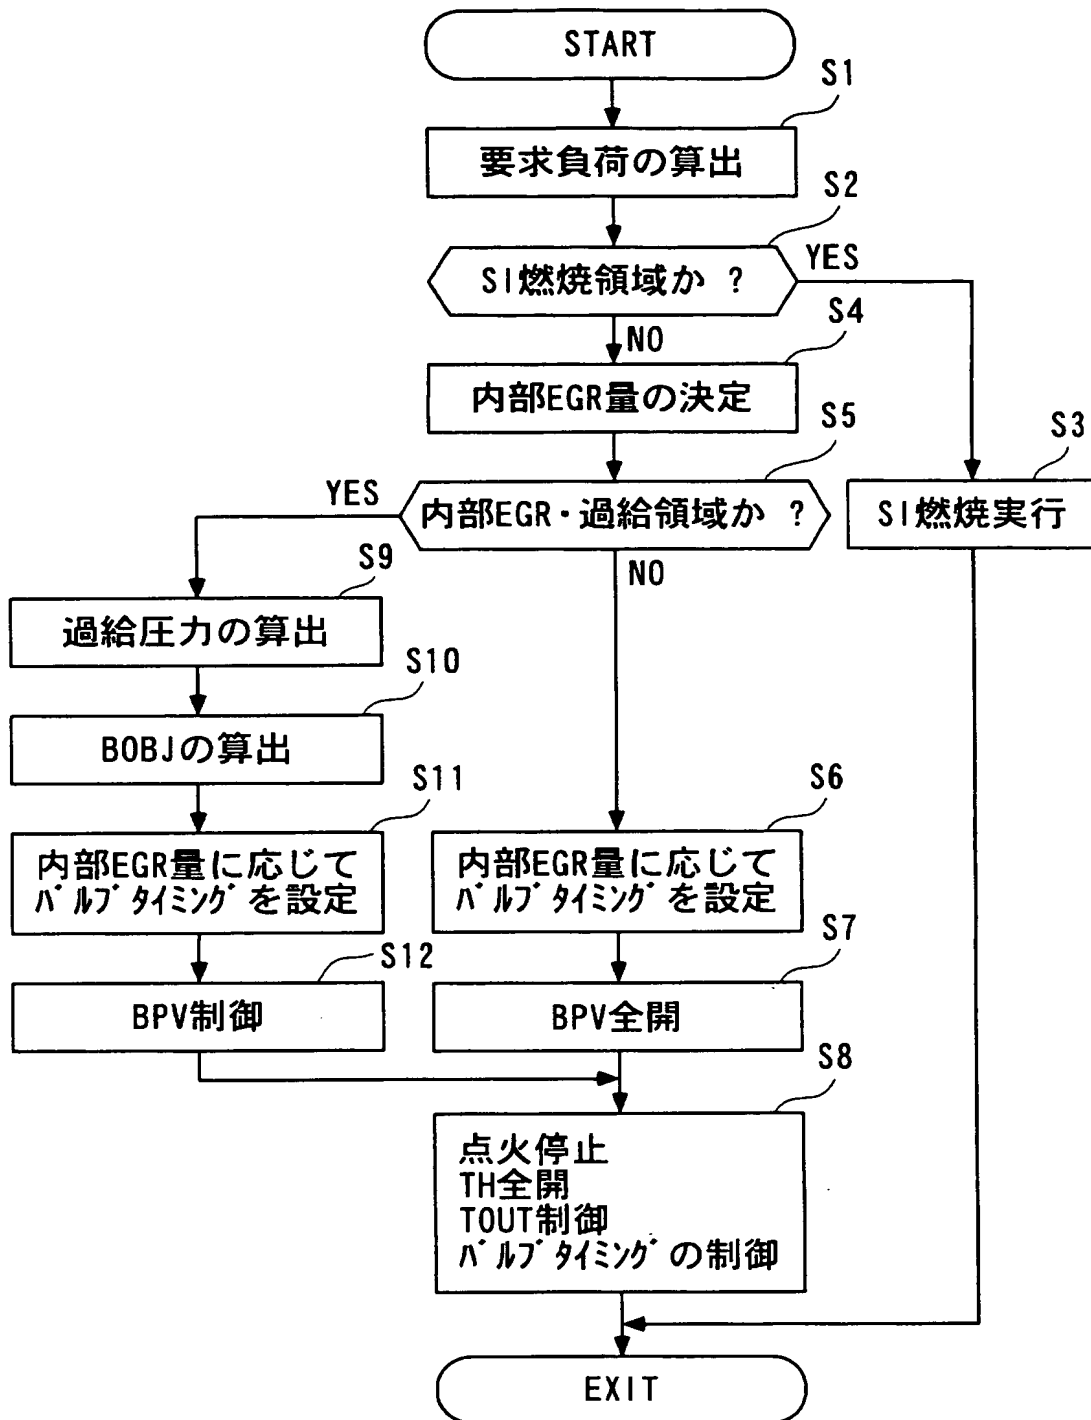 START
S1
要求負荷の算出
S2
SI燃焼領域か ?
YES
NO
S4
内部EGR量の決定
S5
YES
内部EGR・過給領域か ?
NO
S3
SI燃焼実行
S9
過給圧力の算出
S10
BOBJの算出
S11
内部EGR量に応じて
ﾊﾞﾙﾌﾞﾀｲﾐﾝｸﾞを設定
S6
内部EGR量に応じて
ﾊﾞﾙﾌﾞﾀｲﾐﾝｸﾞを設定
S12
BPV制御
S7
BPV全開
S8
点火停止
TH全開
TOUT制御
ﾊﾞﾙﾌﾞﾀｲﾐﾝｸﾞの制御
EXIT